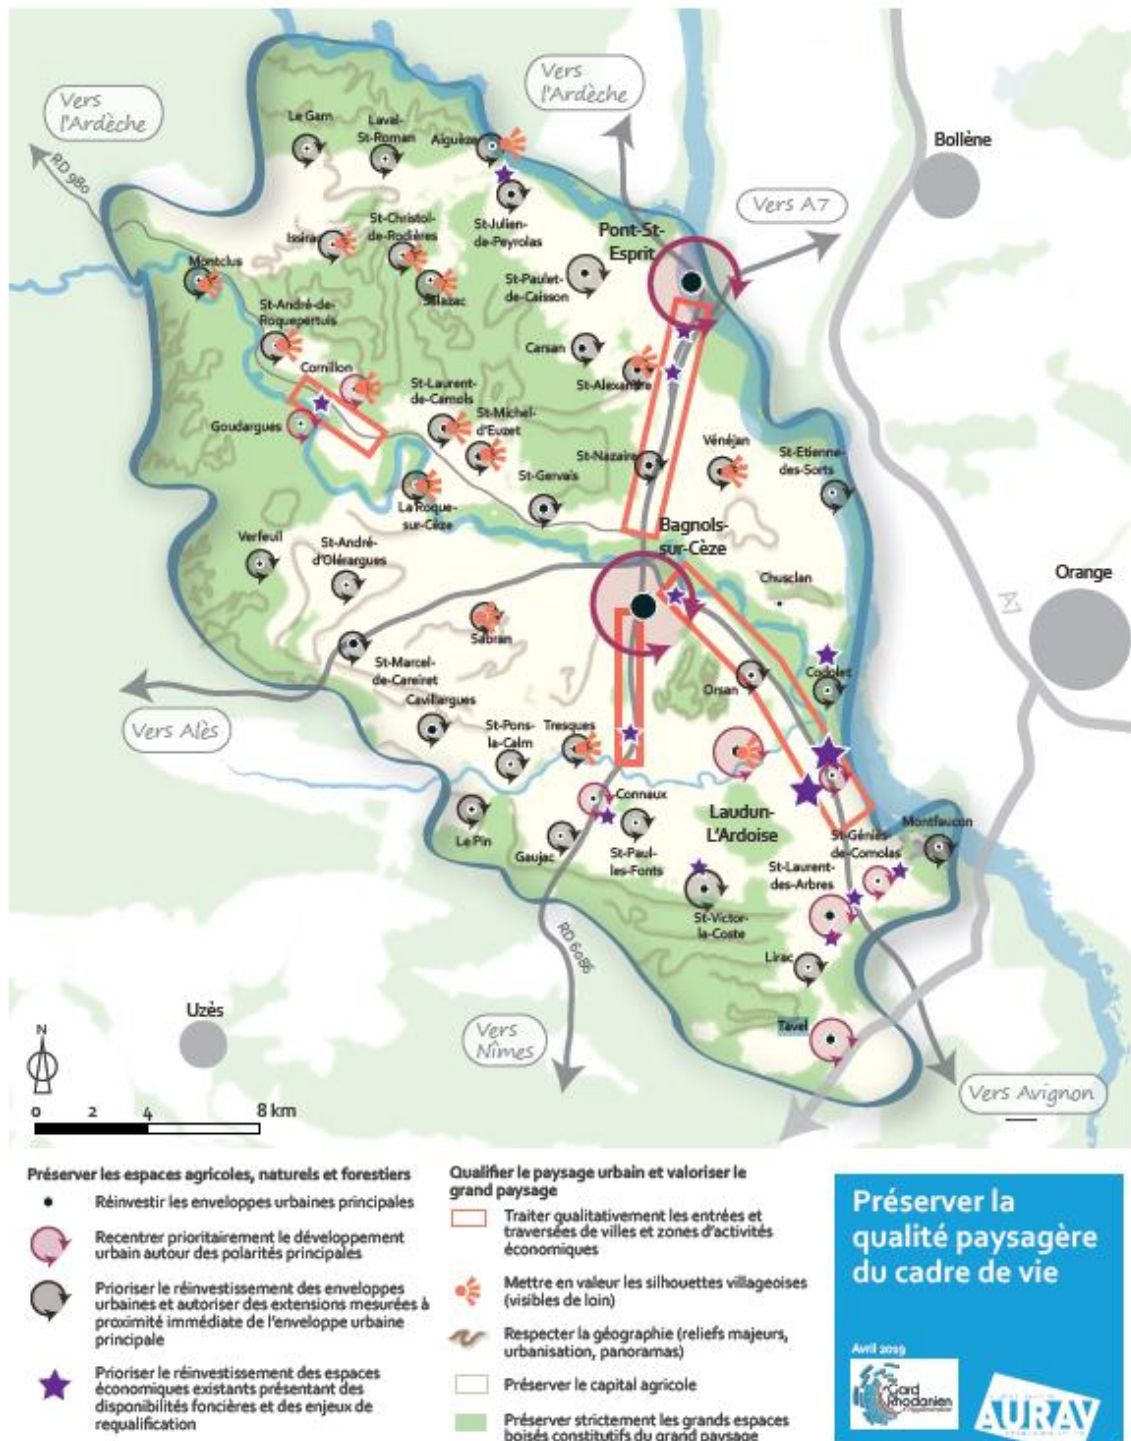 Vers
l'Ardèche
Vers
l'Ardèche
RD 980
Le Garn
Laval-
St-Roman
Aiguèze
Bollène
Vers A7
St-Christol-
de-Rodières
Issirac
St-Julien-
de-Peyrolas
Pont-St-
Esprit
Montclus
Salazac
St-Paulet-
de-Caisson
St-André-de-
Roquepertuis
Carsan
Cornillon
St-Alexandre
St-Laurent-
de-Carnols
St-Michel-
d'Euzet
Goudargues
St-Nazaire
Vénéjan
St-Etienne-
des-Sorts
St-Gervais
La Roque-
sur-Cèze
Bagnols-
sur-Cèze
Verfeuil
St-André-
d'Olérargues
Chusclan
Orange
A7
Sabran
St-Marcel-
de-Careiret
Orsan
Codolet
Vers Alès
Cavillargues
St-Pons-
la-Calm
Tresques
Connaux
Laudun-
L'Ardoise
Le Pin
Gaujac
St-Paul-
les-Fonts
St-Géniès-
de-Comolas
Montfaucon
St-Laurent-
des-Arbres
St-Victor-
la-Coste
RD 6086
Lirac
Uzès
Tavel
Vers
Nîmes
Vers Avignon
N
0 2 4 8 km
Préserver les espaces agricoles, naturels et forestiers
Réinvestir les enveloppes urbaines principales
Recentrer prioritairement le développement
urbain autour des polarités principales
Prioriser le réinvestissement des enveloppes
urbaines et autoriser des extensions mesurées à
proximité immédiate de l'enveloppe urbaine
principale
Prioriser le réinvestissement des espaces
économiques existants présentant des
disponibilités foncières et des enjeux de
requalification
Qualifier le paysage urbain et valoriser le
grand paysage
Traiter qualitativement les entrées et
traversées de villes et zones d'activités
économiques
Mettre en valeur les silhouettes villageoises
(visibles de loin)
Respecter la géographie (reliefs majeurs,
urbanisation, panoramas)
Préserver le capital agricole
Préserver strictement les grands espaces
boisés constitutifs du grand paysage
Préserver la
qualité paysagère
du cadre de vie
Avril 2019
Gard
Rhodanien
AURAV